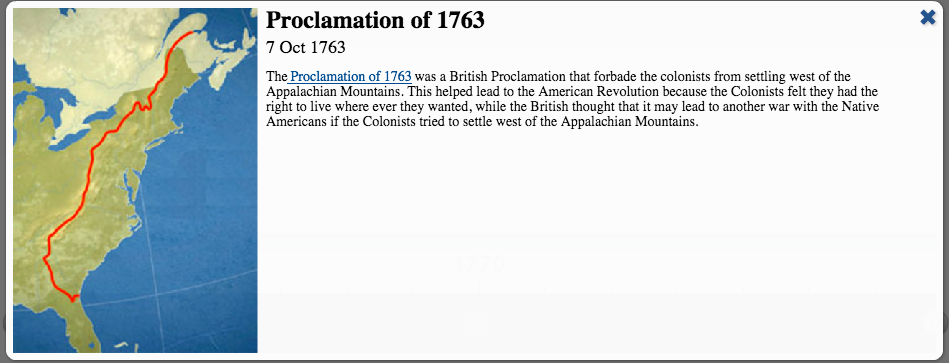 Proclamation of 1763
7 Oct 1763
The Proclamation of 1763 was a British Proclamation that forbade the colonists from settling west of the
Appalachian Mountains. This helped lead to the American Revolution because the Colonists felt they had the
right to live where ever they wanted, while the British thought that it may lead to another war with the Native
Americans if the Colonists tried to settle west of the Appalachian Mountains.